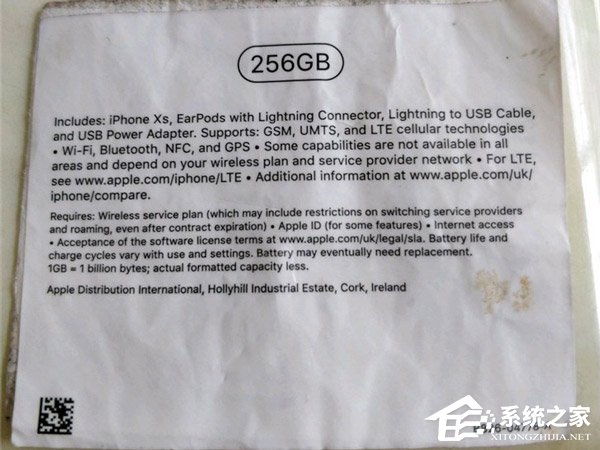 256GB
Includes: iPhone Xs, EarPods with Lightning Connector, Lightning to USB Cable,
and USB Power Adapter. Supports: GSM, UMTS, and LTE cellular technologies
• Wi-Fi, Bluetooth, NFC, and GPS • Some capabilities are not available in all
areas and depend on your wireless plan and service provider network • For LTE,
see www.apple.com/iphone/LTE • Additional information at www.apple.com/uk/
iphone/compare.
Requires: Wireless service plan (which may include restrictions on switching service providers
and roaming, even after contract expiration) • Apple ID (for some features) • Internet access
• Acceptance of the software license terms at www.apple.com/uk/legal/sla. Battery life and
charge cycles vary with use and settings. Battery may eventually need replacement.
1GB = 1 billion bytes; actual formatted capacity less.
Apple Distribution International, Hollyhill Industrial Estate, Cork, Ireland
系统之家
XITONGZHIJIA.NET